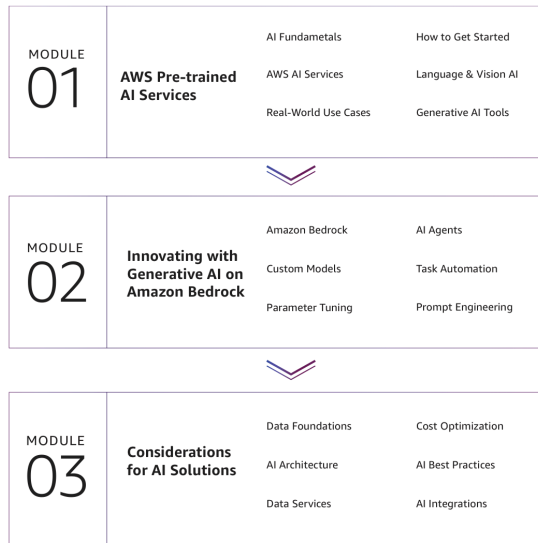 MODULE
01
AWS Pre-trained
AI Services
AI Fundametals
How to Get Started
AWS AI Services
Language & Vision AI
Real-World Use Cases
Generative AI Tools
MODULE
02
Innovating with
Generative AI on
Amazon Bedrock
Amazon Bedrock
AI Agents
Custom Models
Task Automation
Parameter Tuning
Prompt Engineering
MODULE
03
Considerations
for AI Solutions
Data Foundations
Cost Optimization
AI Architecture
AI Best Practices
Data Services
AI Integrations